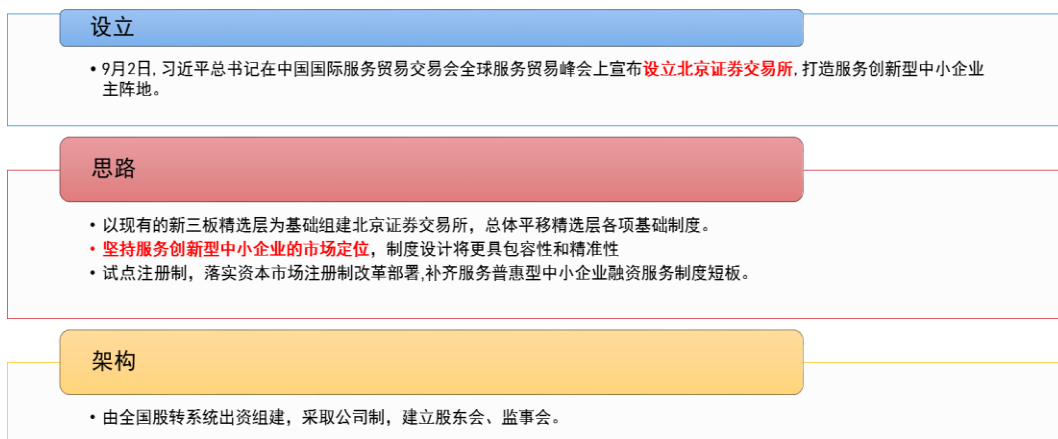 设立
• 9月2日, 习近平总书记在中国国际服务贸易交易会全球服务贸易峰会上宣布设立北京证券交易所, 打造服务创新型中小企业
主阵地。
思路
• 以现有的新三板精选层为基础组建北京证券交易所，总体平移精选层各项基础制度。
• 坚持服务创新型中小企业的市场定位，制度设计将更具包容性和精准性
• 试点注册制，落实资本市场注册制改革部署,补齐服务普惠型中小企业融资服务制度短板。
架构
• 由全国股转系统出资组建，采取公司制，建立股东会、监事会。